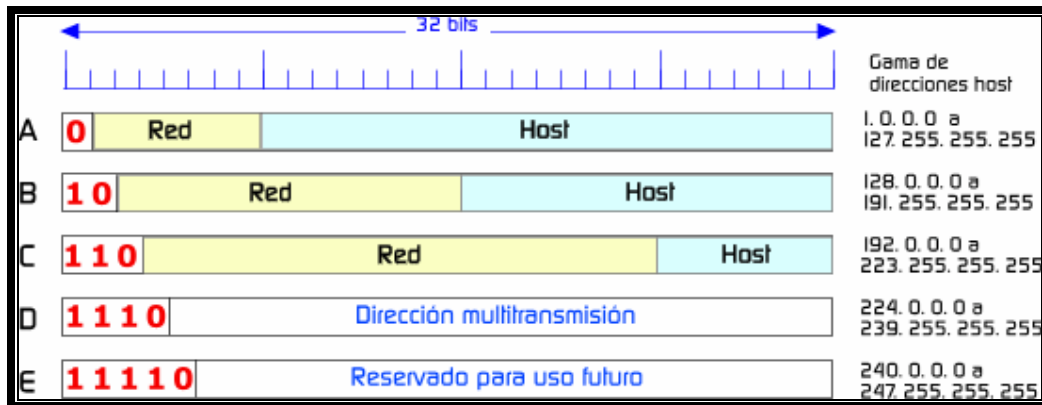 32 bits
Gama de
direcciones host
A 0 Red Host 1. 0. 0. 0 a
127. 255. 255. 255
B 1 0 Red Host 128. 0. 0. 0 a
191. 255. 255. 255
C 1 1 0 Red Host 192. 0. 0. 0 a
223. 255. 255. 255
D 1 1 1 0 Dirección multitransmisión 224. 0. 0. 0 a
239. 255. 255. 255
E 1 1 1 1 0 Reservado para uso futuro 240. 0. 0. 0 a
247. 255. 255. 255